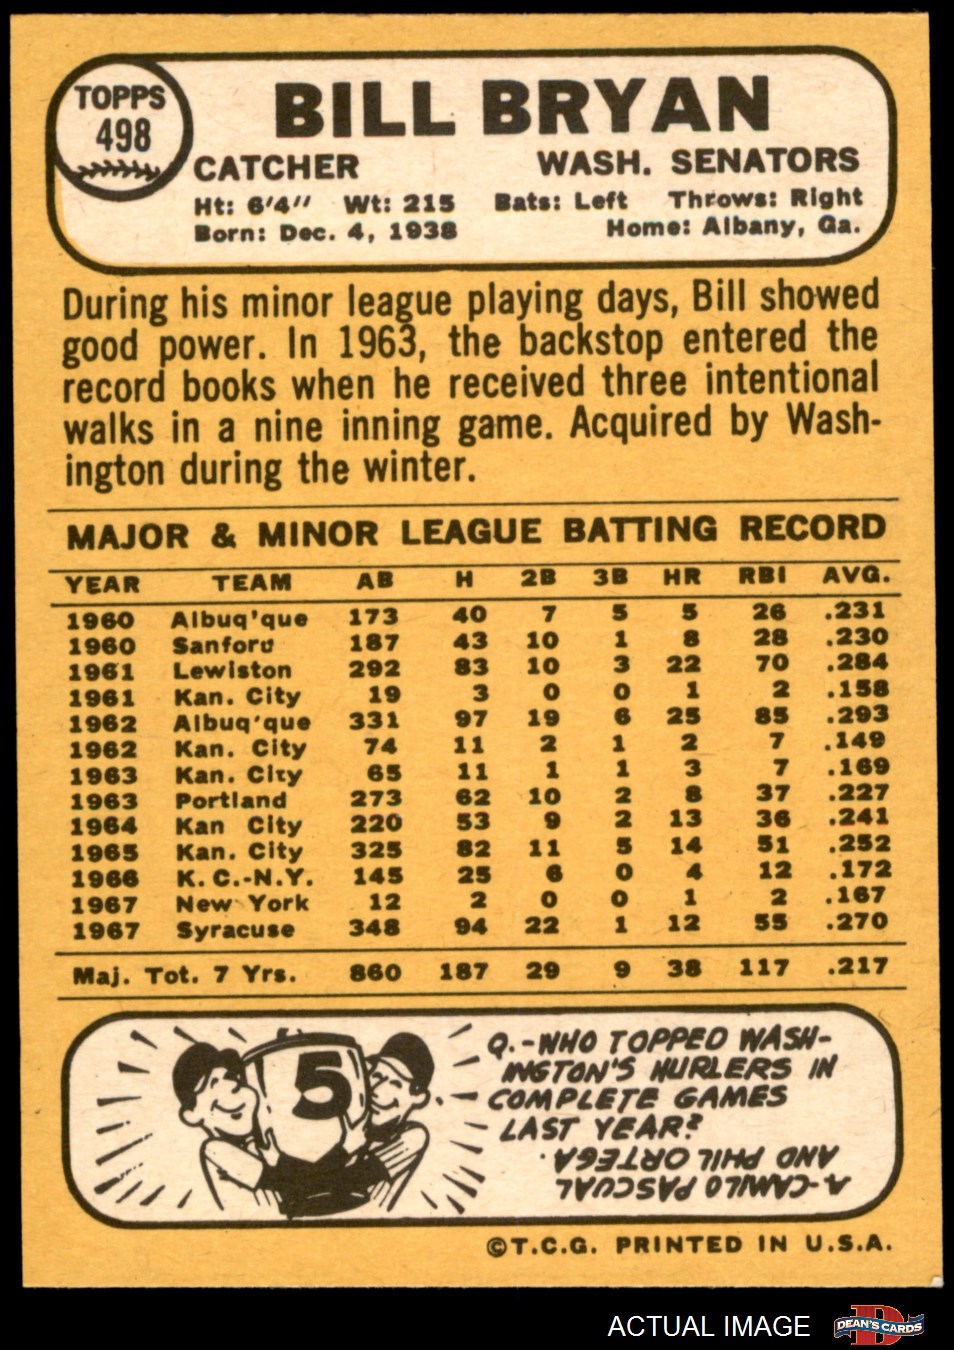 TOPPS
498
BILL BRYAN
CATCHER WASH. SENATORS
Ht: 6'4" Wt: 215 Bats: Left Throws: Right
Born: Dec. 4, 1938 Home: Albany, Ga.
During his minor league playing days, Bill showed
good power. In 1963, the backstop entered the
record books when he received three intentional
walks in a nine inning game. Acquired by Wash-
ington during the winter.
MAJOR & MINOR LEAGUE BATTING RECORD
YEAR TEAM AB H 2B 3B HR RBI AVG.
1960 Albuq'que 173 40 7 5 5 26 .231
1960 Sanford 187 43 10 1 8 28 .230
1961 Lewiston 292 83 10 3 22 70 .284
1961 Kan. City 19 3 0 0 1 2 .158
1962 Albuq'que 331 97 19 6 25 85 .293
1962 Kan. City 74 11 2 1 2 7 .149
1963 Kan. City 65 11 1 1 3 7 .169
1963 Portland 273 62 10 2 8 37 .227
1964 Kan City 220 53 9 2 13 36 .241
1965 Kan. City 325 82 11 5 14 51 .252
1966 K.C.-N.Y. 145 25 6 0 4 12 .172
1967 New York 12 2 0 0 1 2 .167
1967 Syracuse 348 94 22 1 12 55 .270
Maj. Tot. 7 Yrs. 860 187 29 9 38 117 .217
5
Q.-WHO TOPPED WASH-
INGTON'S HURLERS IN
COMPLETE GAMES
LAST YEAR?
A-CAMILO PASCUAL
AND PHIL ORTEGA.
©T.C.G. PRINTED IN U.S.A.
ACTUAL IMAGE
D
DEAN'S CARDS